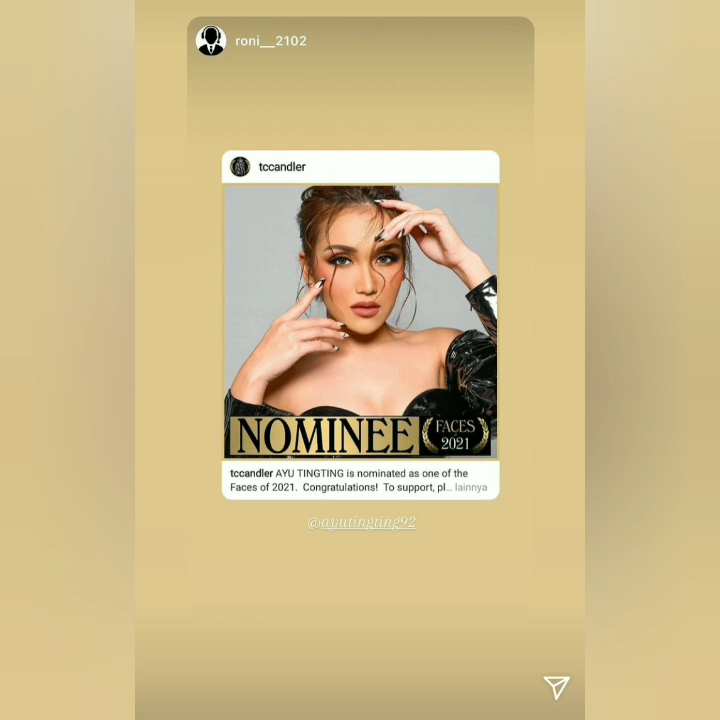 roni__2102
tccandler
NOMINEE
FACES
2021
tccandler AYU TINGTING is nominated as one of the
Faces of 2021. Congratulations! To support, pl... lainnya
@ayutingting92